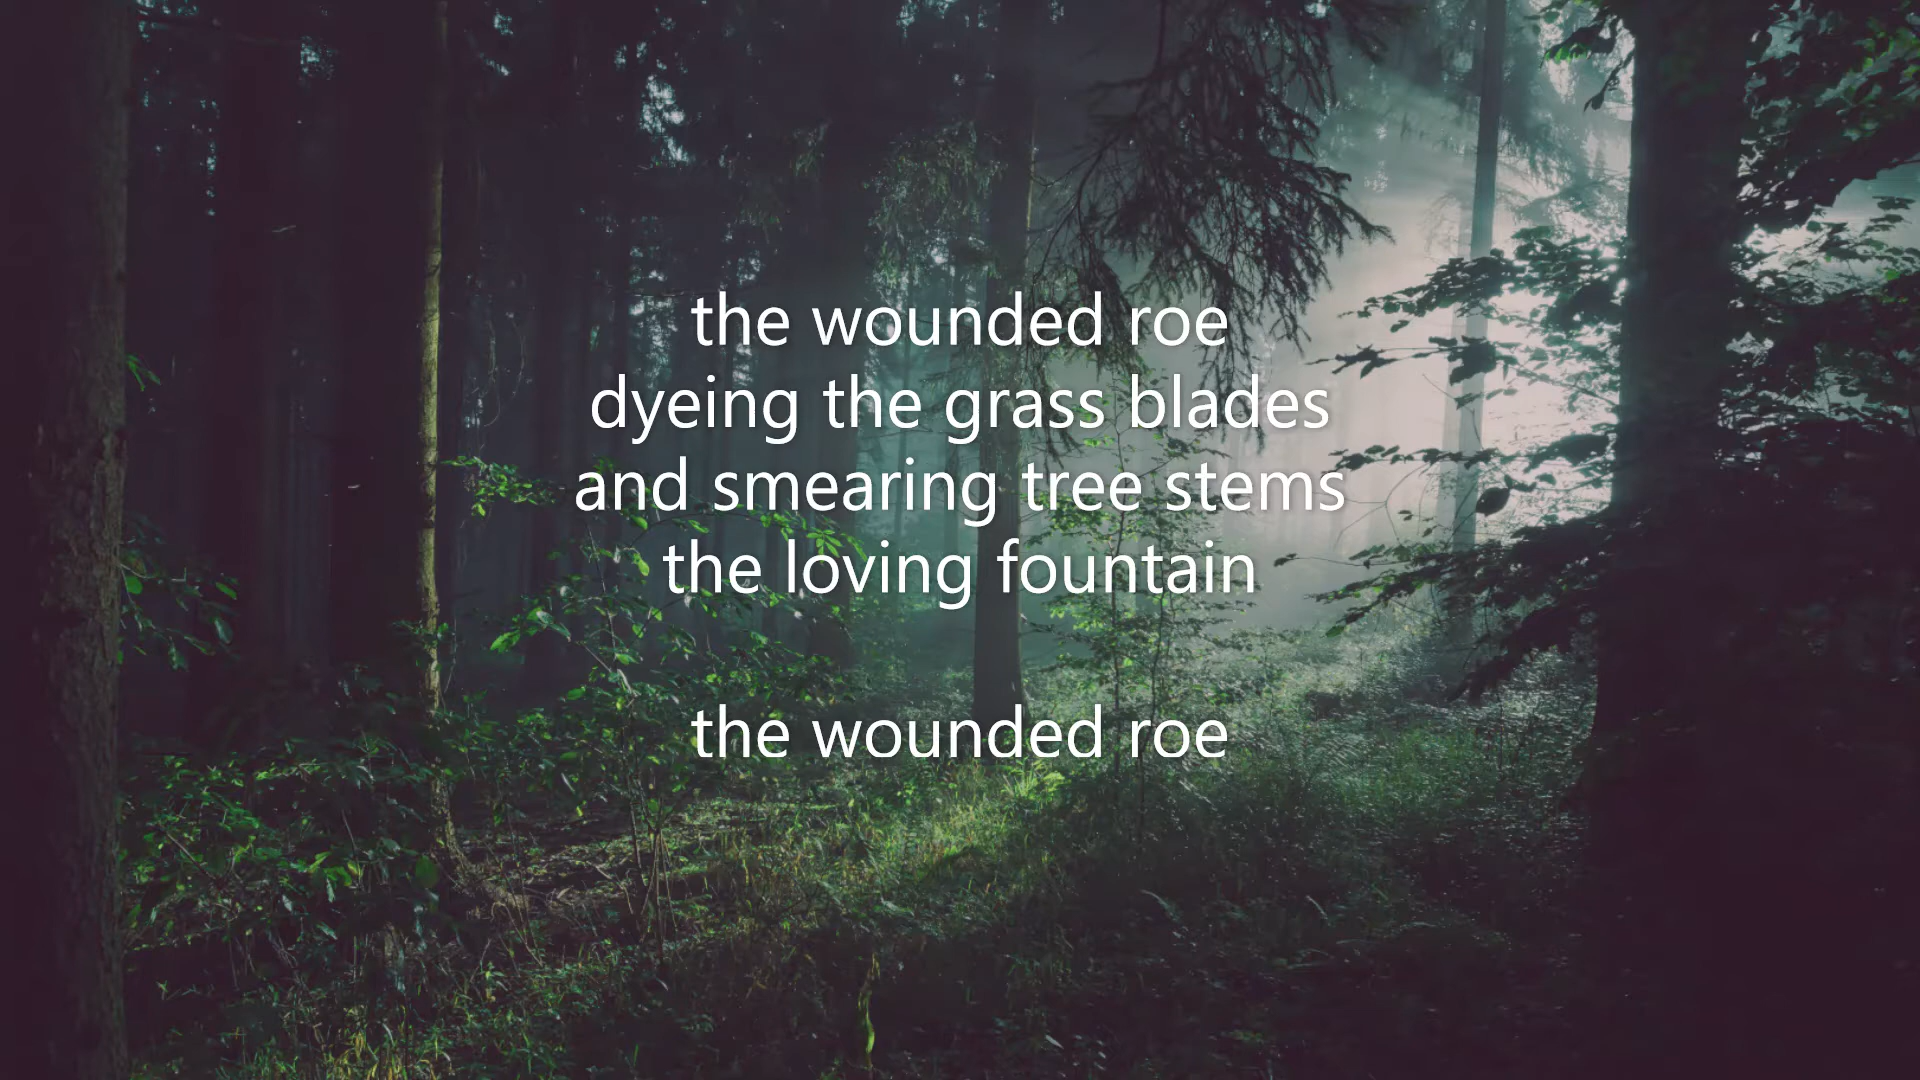 the wounded roe
dyeing the grass blades
and smearing tree stems
the loving fountain
the wounded roe